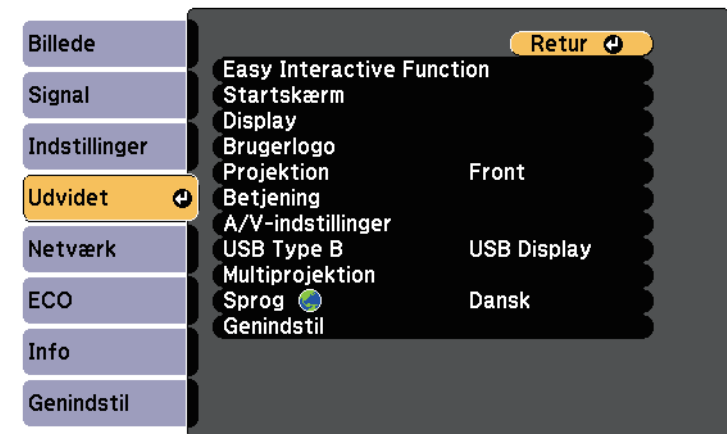 Billede
Signal
Indstillinger
Udvidet
Netværk
ECO
Info
Genindstil
Retur
Easy Interactive Function
Startskærm
Display
Brugerlogo
Projektion Front
Betjening
A/V-indstillinger
USB Type B USB Display
Multiprojektion
Sprog Dansk
Genindstil